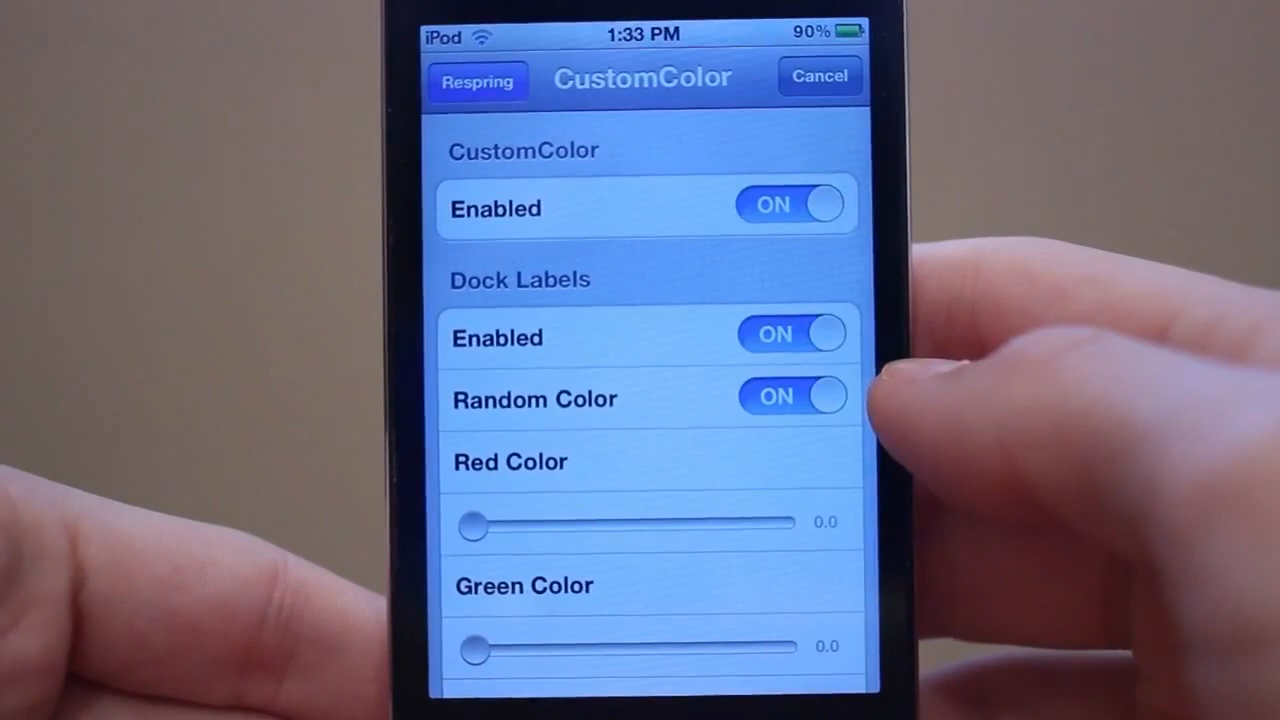 iPod 1:33 PM 90%
Respring CustomColor Cancel
CustomColor
Enabled ON
Dock Labels
Enabled ON
Random Color ON
Red Color
0.0
Green Color
0.0